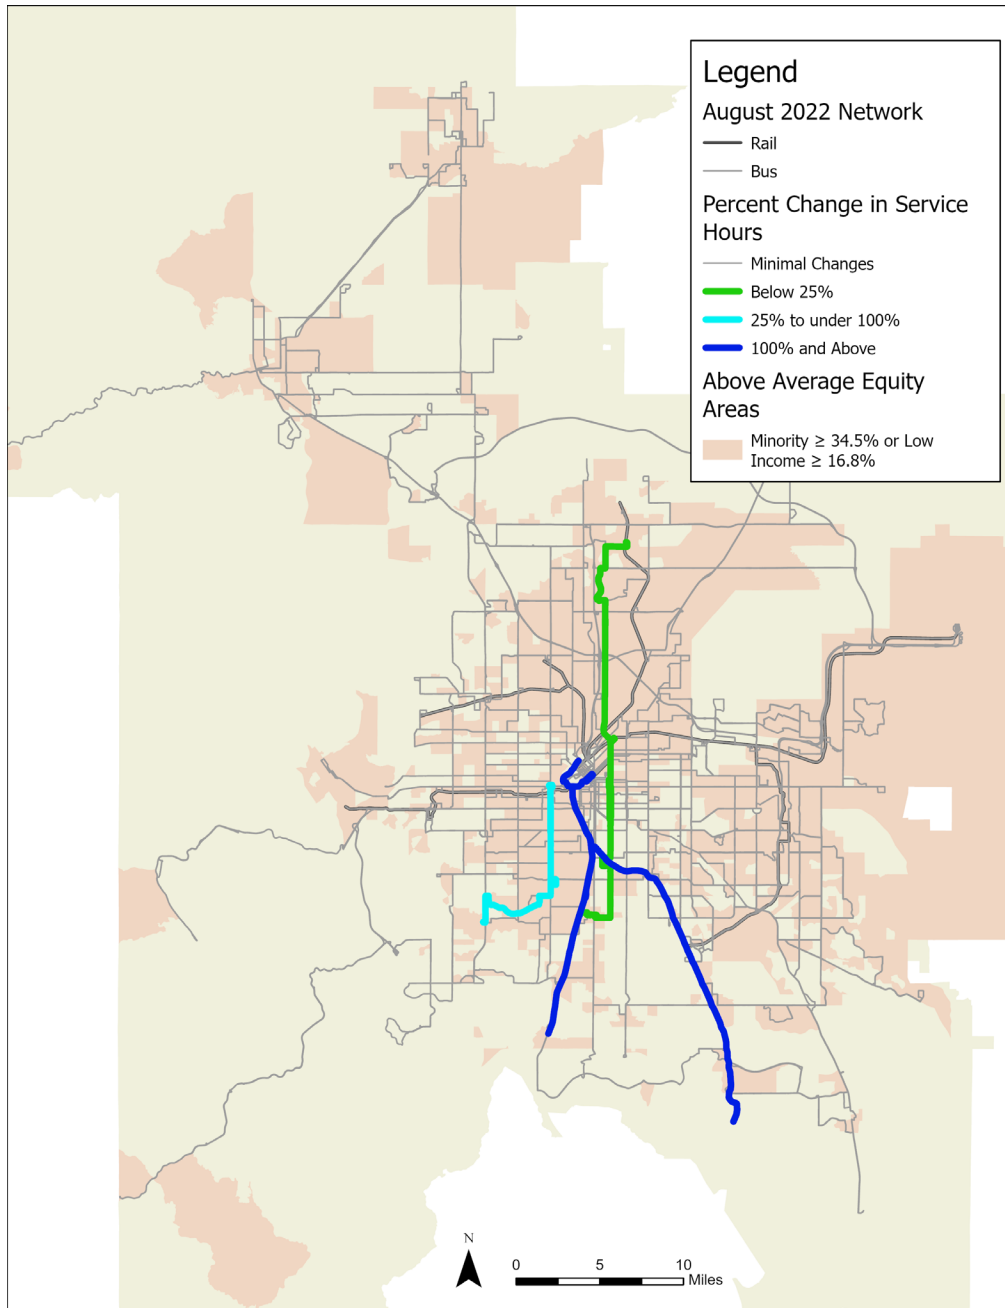 Legend
August 2022 Network
Rail
Bus
Percent Change in Service
Hours
Minimal Changes
Below 25%
25% to under 100%
100% and Above
Above Average Equity
Areas
Minority ≥ 34.5% or Low
Income ≥ 16.8%
N
0 5 10
Miles